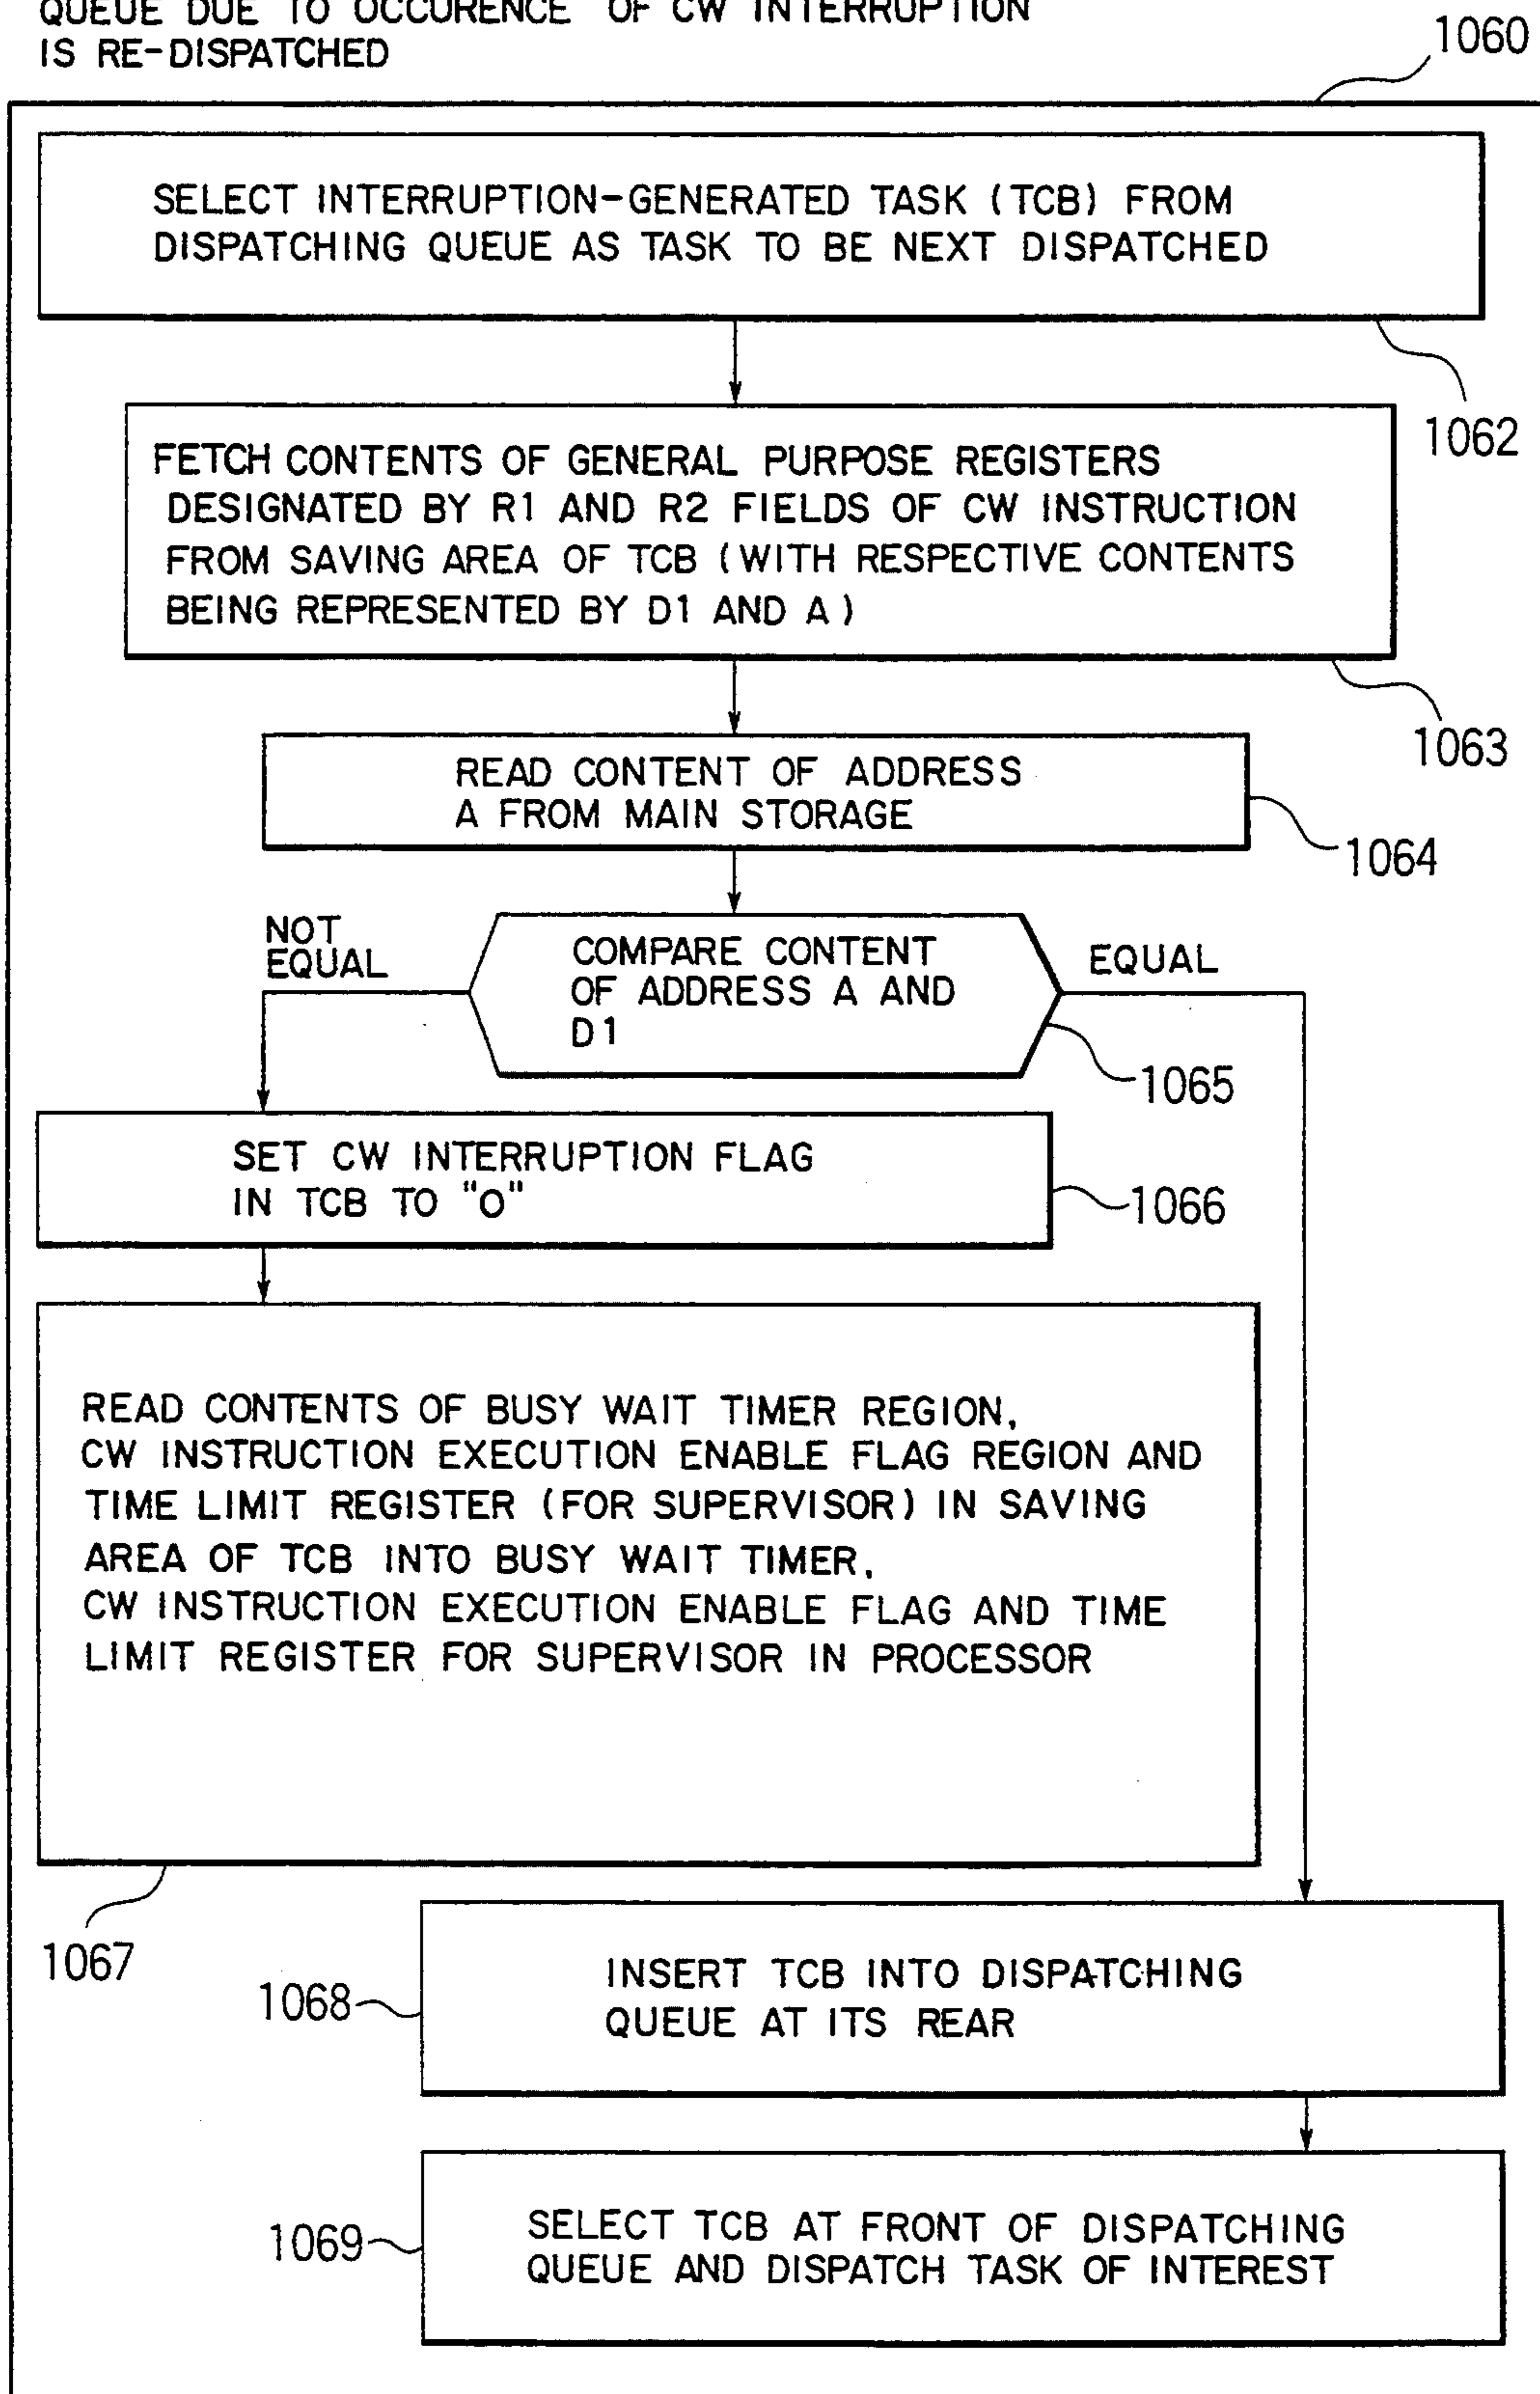 QUEUE DUE TO OCCURENCE OF CW INTERRUPTION
IS RE-DISPATCHED
1060
SELECT INTERRUPTION-GENERATED TASK (TCB) FROM
DISPATCHING QUEUE AS TASK TO BE NEXT DISPATCHED
1062
FETCH CONTENTS OF GENERAL PURPOSE REGISTERS
DESIGNATED BY R1 AND R2 FIELDS OF CW INSTRUCTION
FROM SAVING AREA OF TCB (WITH RESPECTIVE CONTENTS
BEING REPRESENTED BY D1 AND A)
1063
READ CONTENT OF ADDRESS
A FROM MAIN STORAGE
1064
NOT
EQUAL
COMPARE CONTENT
OF ADDRESS A AND
D1
EQUAL
1065
SET CW INTERRUPTION FLAG
IN TCB TO "0"
1066
READ CONTENTS OF BUSY WAIT TIMER REGION,
CW INSTRUCTION EXECUTION ENABLE FLAG REGION AND
TIME LIMIT REGISTER (FOR SUPERVISOR) IN SAVING
AREA OF TCB INTO BUSY WAIT TIMER,
CW INSTRUCTION EXECUTION ENABLE FLAG AND TIME
LIMIT REGISTER FOR SUPERVISOR IN PROCESSOR
1067
INSERT TCB INTO DISPATCHING
QUEUE AT ITS REAR
1068
SELECT TCB AT FRONT OF DISPATCHING
QUEUE AND DISPATCH TASK OF INTEREST
1069